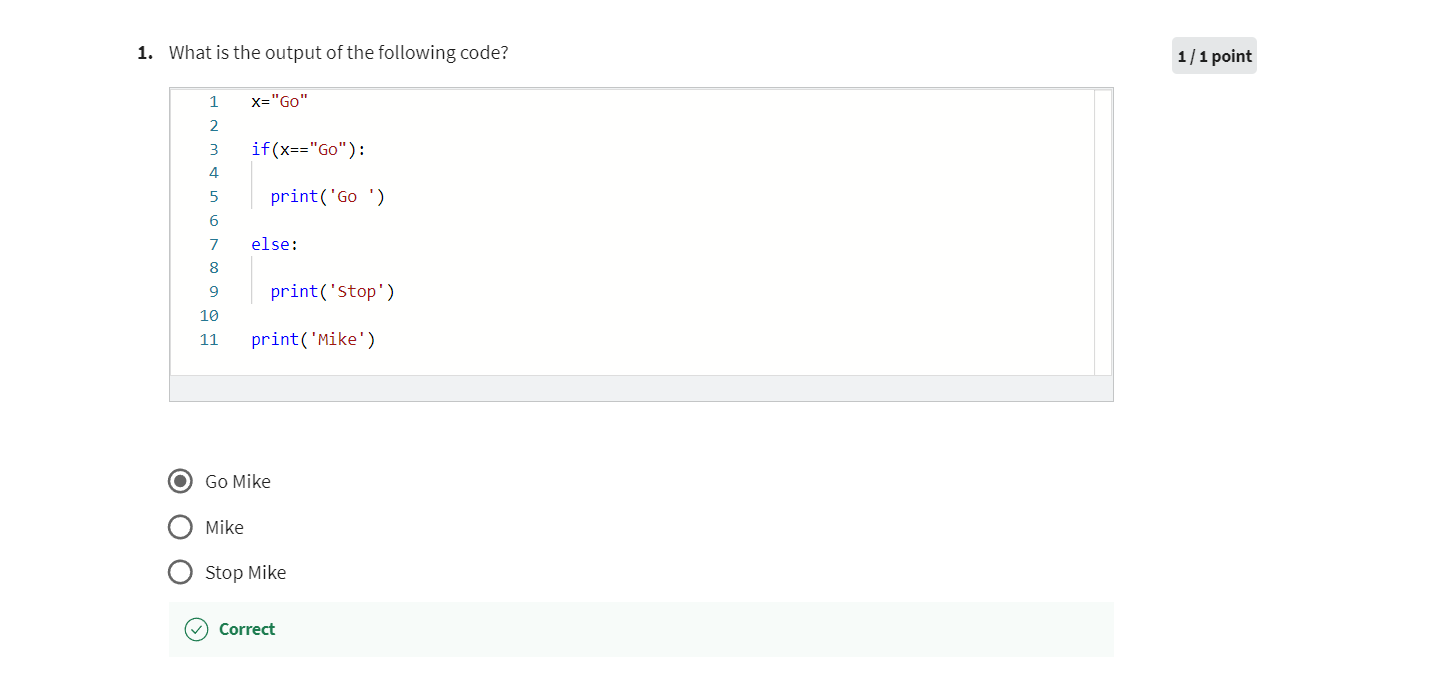 1. What is the output of the following code?
1 / 1 point
1 x="Go"
2
3 if(x=="Go"):
4
5   print('Go ')
6
7 else:
8
9   print('Stop')
10
11 print('Mike')
Go Mike
Mike
Stop Mike
Correct